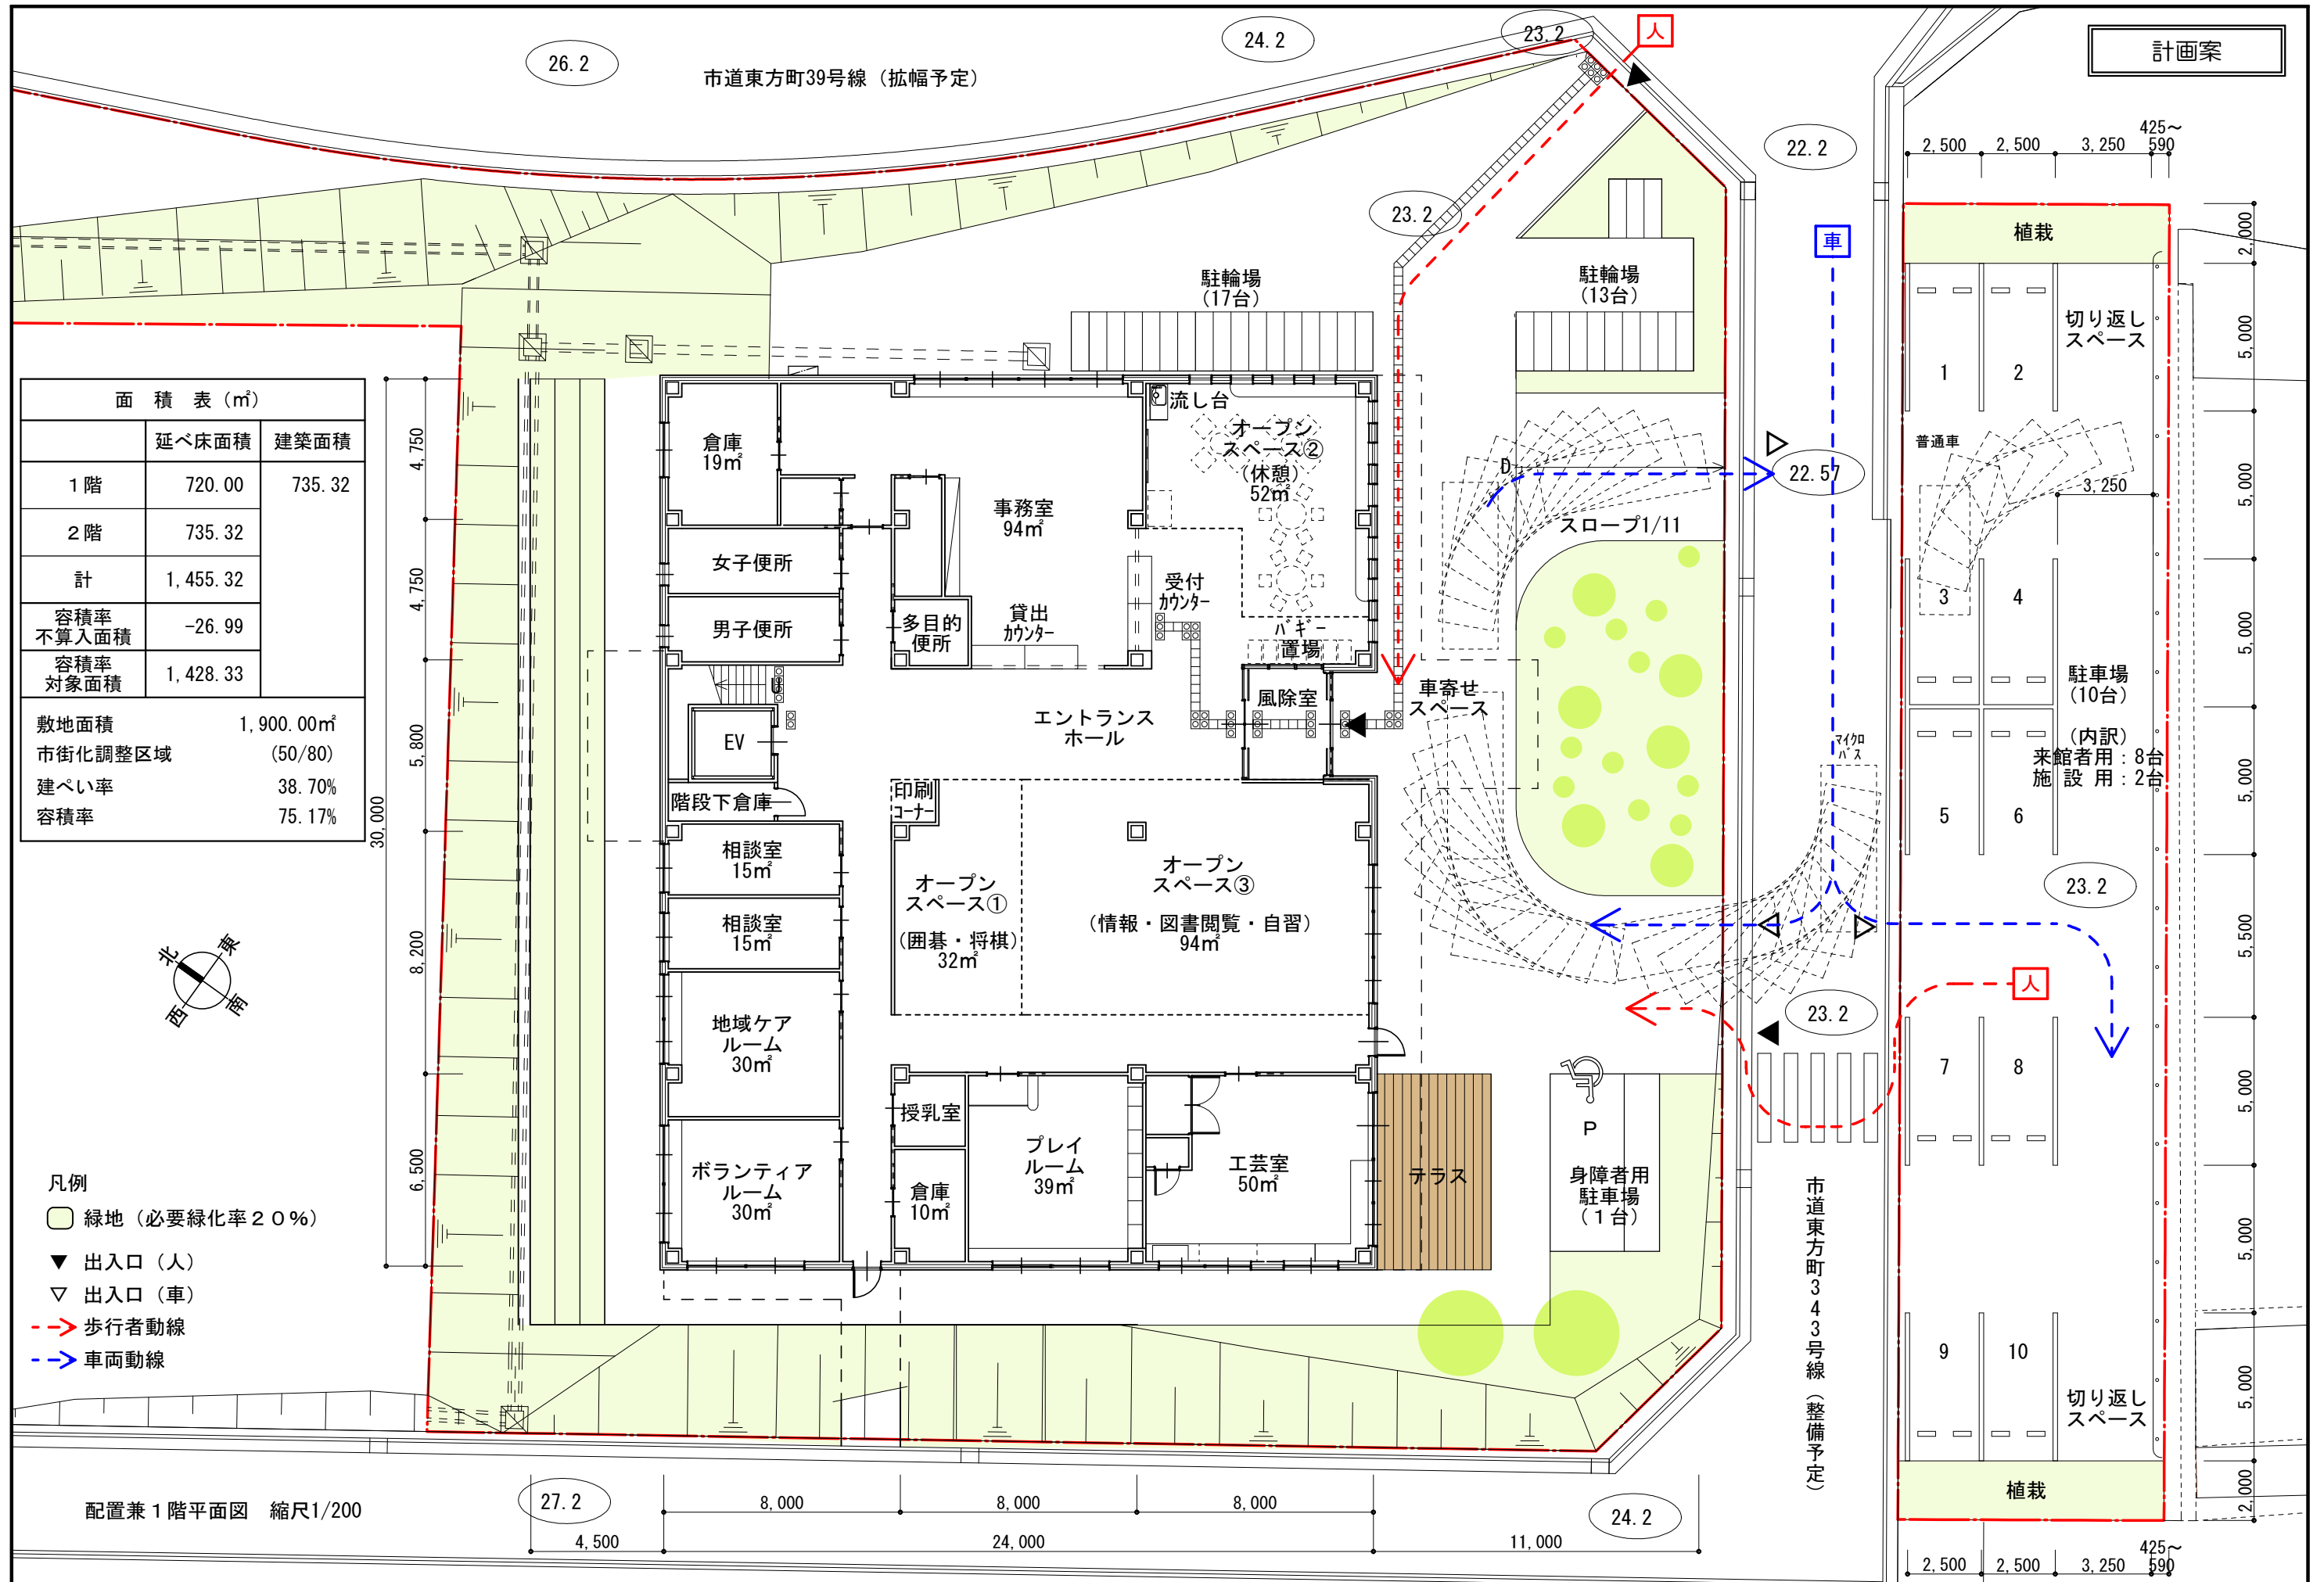 計画案
26.2
24.2
23.2
人
市道東方町39号線（拡幅予定）
22.2
23.2
車
425～
2,500
2,500
3,250
590
植栽
2,000
駐輪場
(17台)
駐輪場
(13台)
切り返し
スペース
5,000
1
2
面 積 表（㎡）
延べ床面積
建築面積
1階
720.00
735.32
2階
735.32
計
1,455.32
容積率
不算入面積
-26.99
容積率
対象面積
1,428.33
敷地面積
1,900.00㎡
市街化調整区域
(50/80)
建ぺい率
38.70%
容積率
75.17%
4,750
4,750
5,800
8,200
6,500
30,000
倉庫
19㎡
流し台
オープン
スペース②
(休憩)
52㎡
事務室
94㎡
女子便所
男子便所
多目的
便所
貸出
カウンター
受付
カウンター
バギー
置場
風除室
車寄せ
スペース
エントランス
ホール
EV
階段下倉庫
印刷
コーナー
相談室
15㎡
相談室
15㎡
オープン
スペース①
(囲碁・将棋)
32㎡
オープン
スペース③
(情報・図書閲覧・自習)
94㎡
地域ケア
ルーム
30㎡
ボランティア
ルーム
30㎡
授乳室
倉庫
10㎡
プレイ
ルーム
39㎡
工芸室
50㎡
テラス
D
22.57
スロープ1/11
普通車
3,250
5,000
3
4
5,000
駐車場
(10台)
(内訳)
来館者用：8台
施 設 用：2台
マイクロ
バス
5
6
5,000
23.2
5,500
人
23.2
7
8
5,000
P
身障者用
駐車場
(1台)
市道東方町343号線（整備予定）
5,000
9
10
切り返し
スペース
5,000
植栽
2,000
425～
2,500
2,500
3,250
590
北
東
西
南
凡例
緑地（必要緑化率２０%）
▼ 出入口（人）
▽ 出入口（車）
歩行者動線
車両動線
配置兼１階平面図 縮尺1/200
27.2
24.2
8,000
8,000
8,000
4,500
24,000
11,000